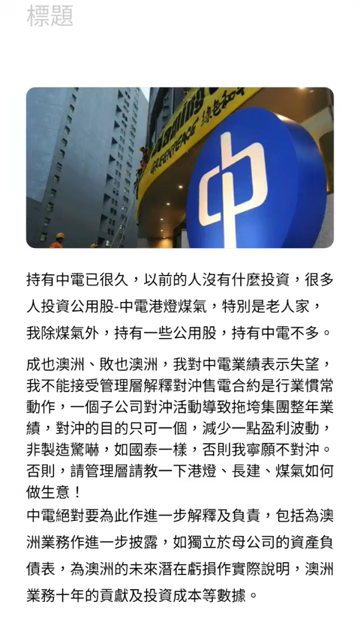 標題
GREENPEACE 綠色和平
持有中電已很久，以前的人沒有什麼投資，很多
人投資公用股-中電港燈煤氣，特別是老人家，
我除煤氣外，持有一些公用股，持有中電不多。
成也澳洲、敗也澳洲，我對中電業績表示失望，
我不能接受管理層解釋對沖售電合約是行業慣常
動作，一個子公司對沖活動導致拖垮集團整年業
績，對沖的目的只可一個，減少一點盈利波動，
非製造驚嚇，如國泰一樣，否則我寧願不對沖。
否則，請管理層請教一下港燈、長建、煤氣如何
做生意！
中電絕對要為此作進一步解釋及負責，包括為澳
洲業務作進一步披露，如獨立於母公司的資產負
債表，為澳洲的未來潛在虧損作實際說明，澳洲
業務十年的貢獻及投資成本等數據。